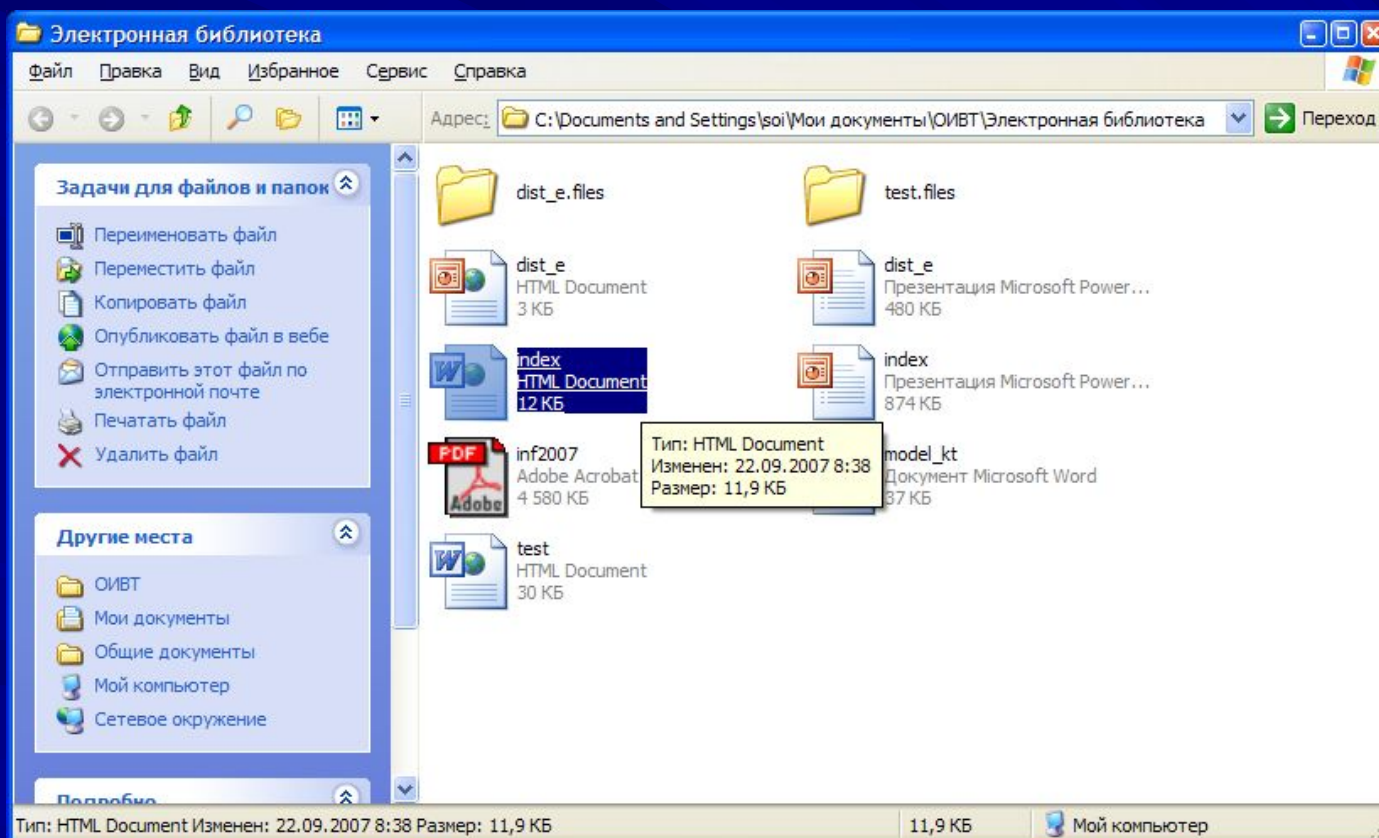 Электронная библиотека
Файл Правка Вид Избранное Сервис Справка
Адрес: C:\Documents and Settings\soi\Мои документы\ОИВТ\Электронная библиотека Переход
Задачи для файлов и папок
Переименовать файл
Переместить файл
Копировать файл
Опубликовать файл в вебе
Отправить этот файл по
электронной почте
Печатать файл
Удалить файл
Другие места
ОИВТ
Мои документы
Общие документы
Мой компьютер
Сетевое окружение
Подробно
dist_e.files
test.files
dist_e
HTML Document
3 КБ
dist_e
Презентация Microsoft Power...
480 КБ
index
HTML Document
12 КБ
index
Презентация Microsoft Power...
874 КБ
PDF
Adobe
inf2007
Adobe Acrobat
4 580 КБ
Тип: HTML Document
Изменен: 22.09.2007 8:38
Размер: 11,9 КБ
model_kt
Документ Microsoft Word
37 КБ
test
HTML Document
30 КБ
Тип: HTML Document Изменен: 22.09.2007 8:38 Размер: 11,9 КБ 11,9 КБ Мой компьютер